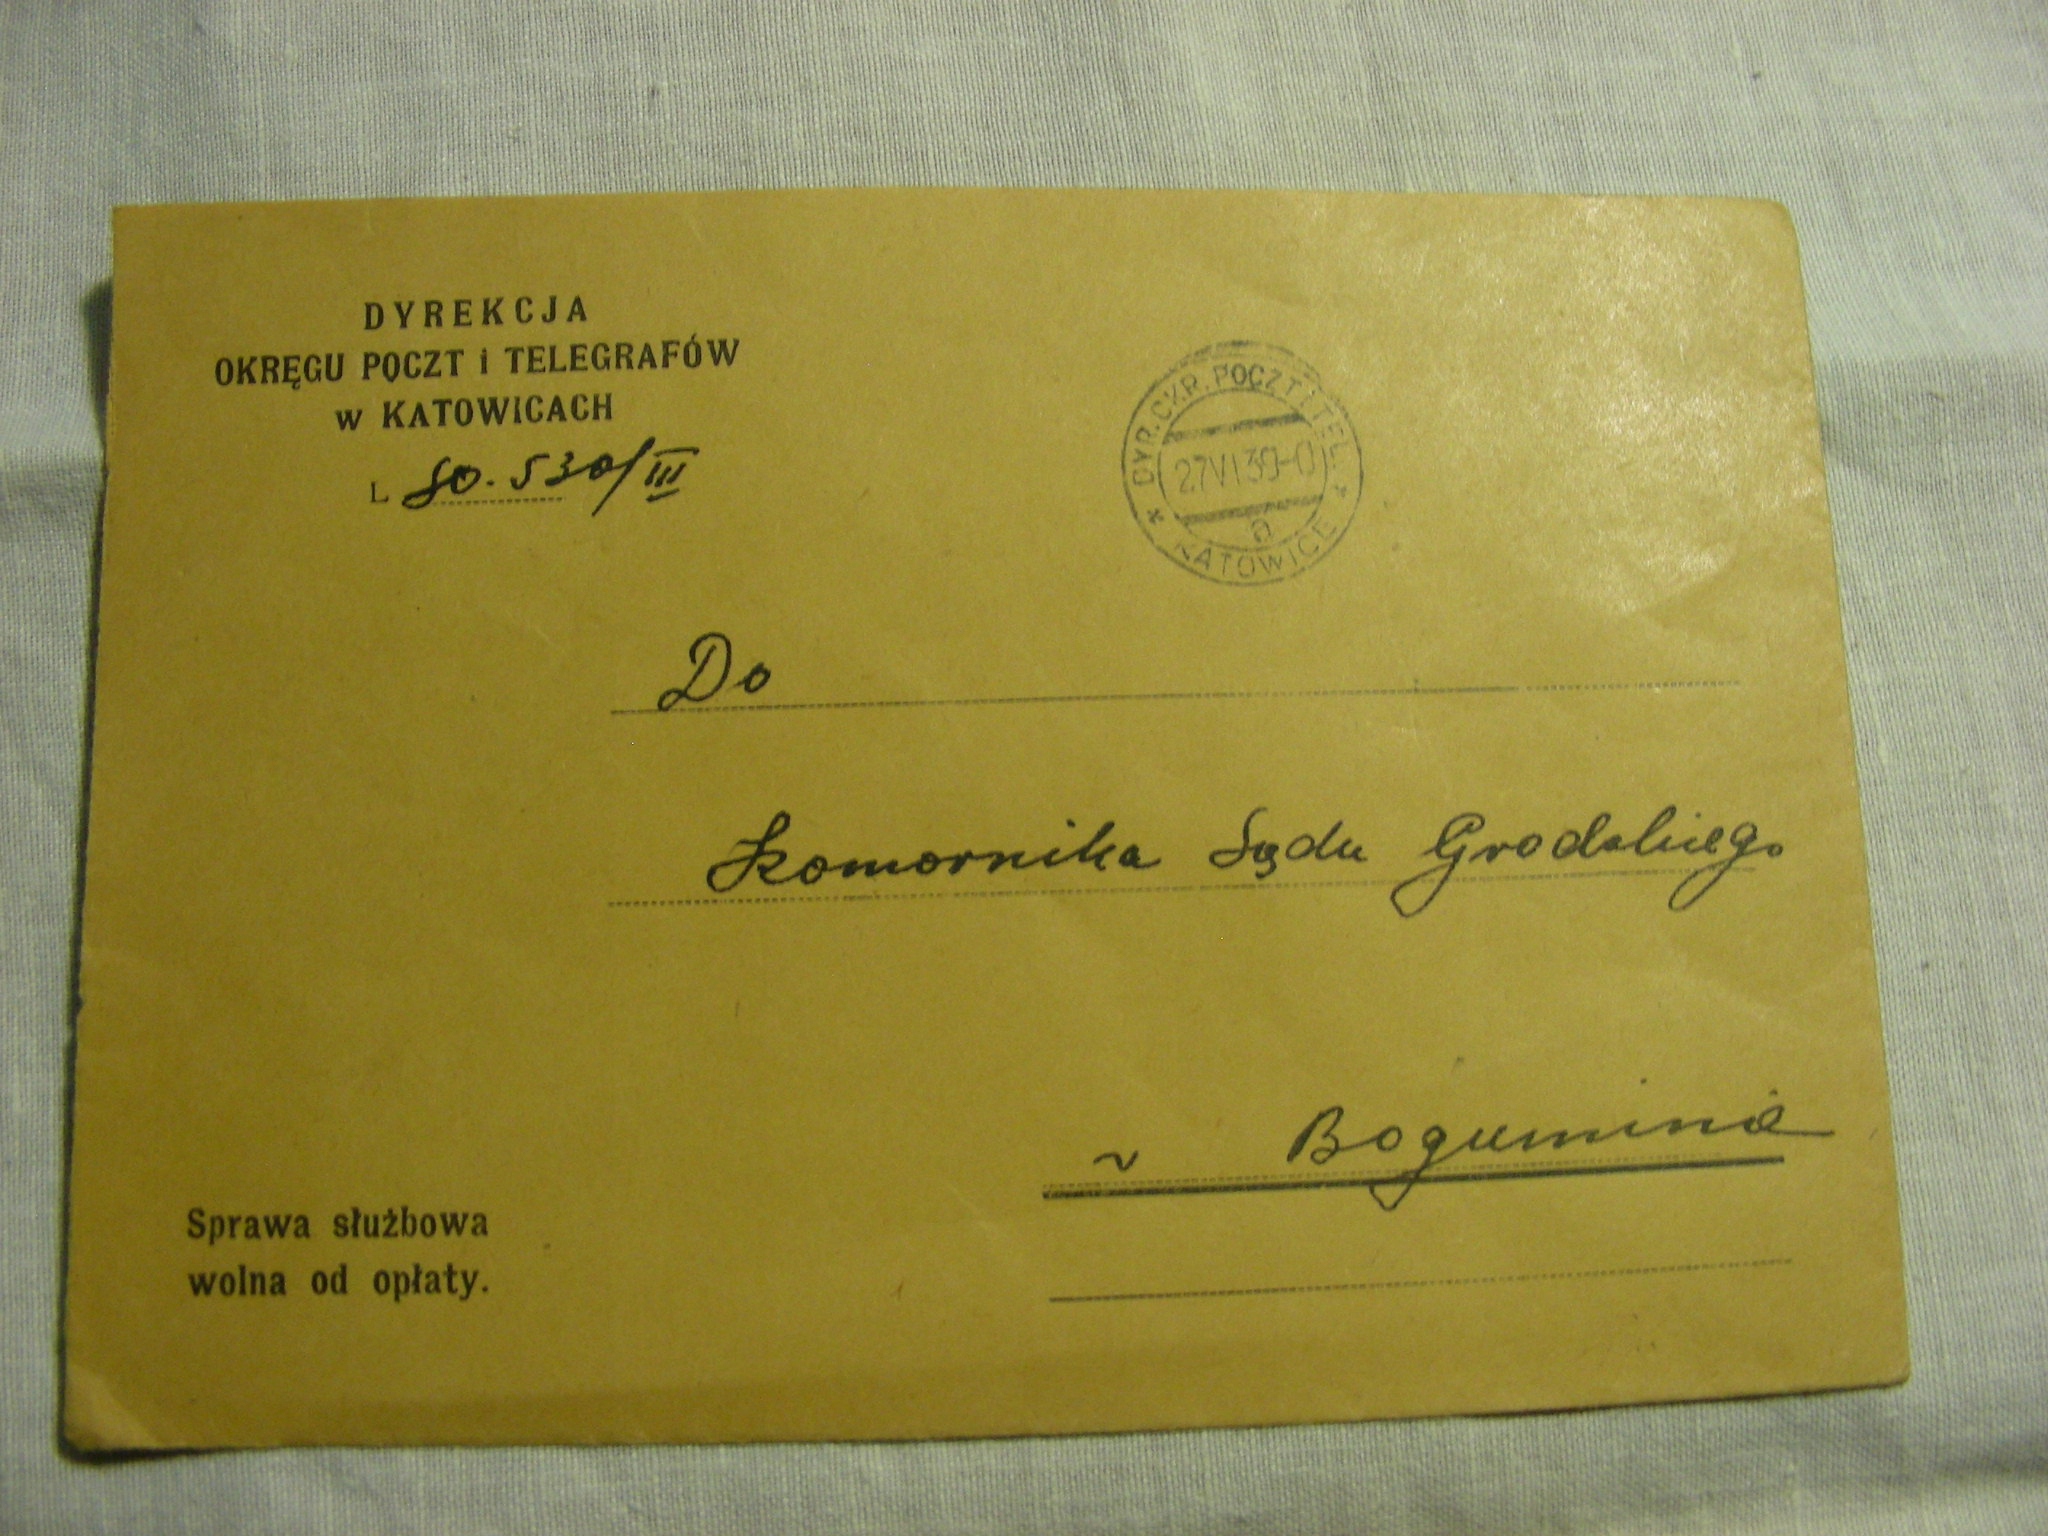 DYREKCJA
OKRĘGU POCZT i TELEGRAFÓW
w KATOWICACH
L. 80.530/III
DYR. OKR. POCZT i TEL.
27 VI 39-0
a
KATOWICE
Do
Komornika Sądu Grodzkiego
w Boguminie
Sprawa służbowa
wolna od opłaty.